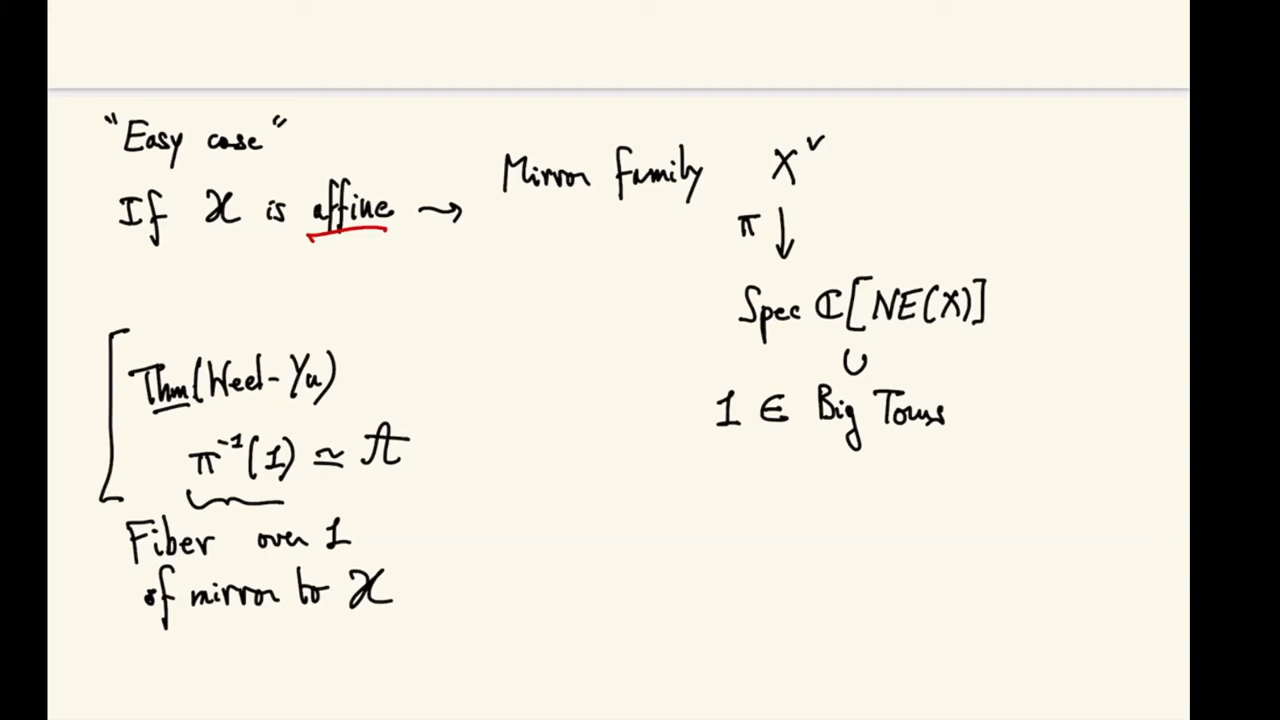 "Easy case"
If 𝒳 is affine ⇝
Mirror family X^∨
π ↓
Spec ℂ[NE(X)]
∪
1 ∈ Big Torus
Thm (Keel-Yu)
π^{-1}(1) ≃ 𝒜
Fiber over 1
of mirror to 𝒳